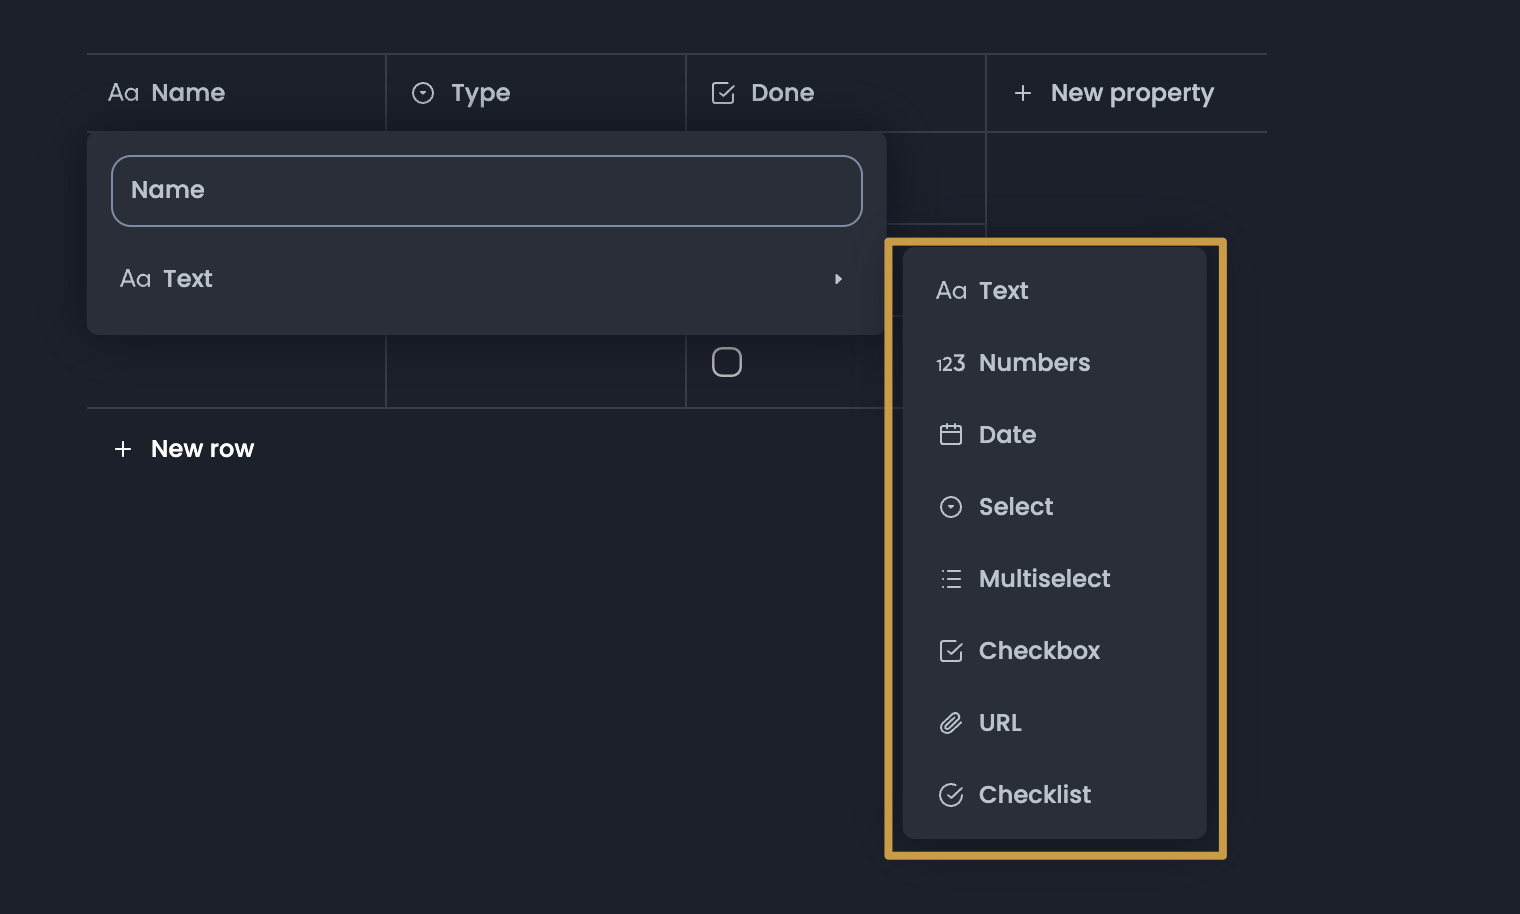 Aa Name
Type
Done
+ New property
Name
Aa Text
+ New row
Aa Text
123 Numbers
Date
Select
Multiselect
Checkbox
URL
Checklist